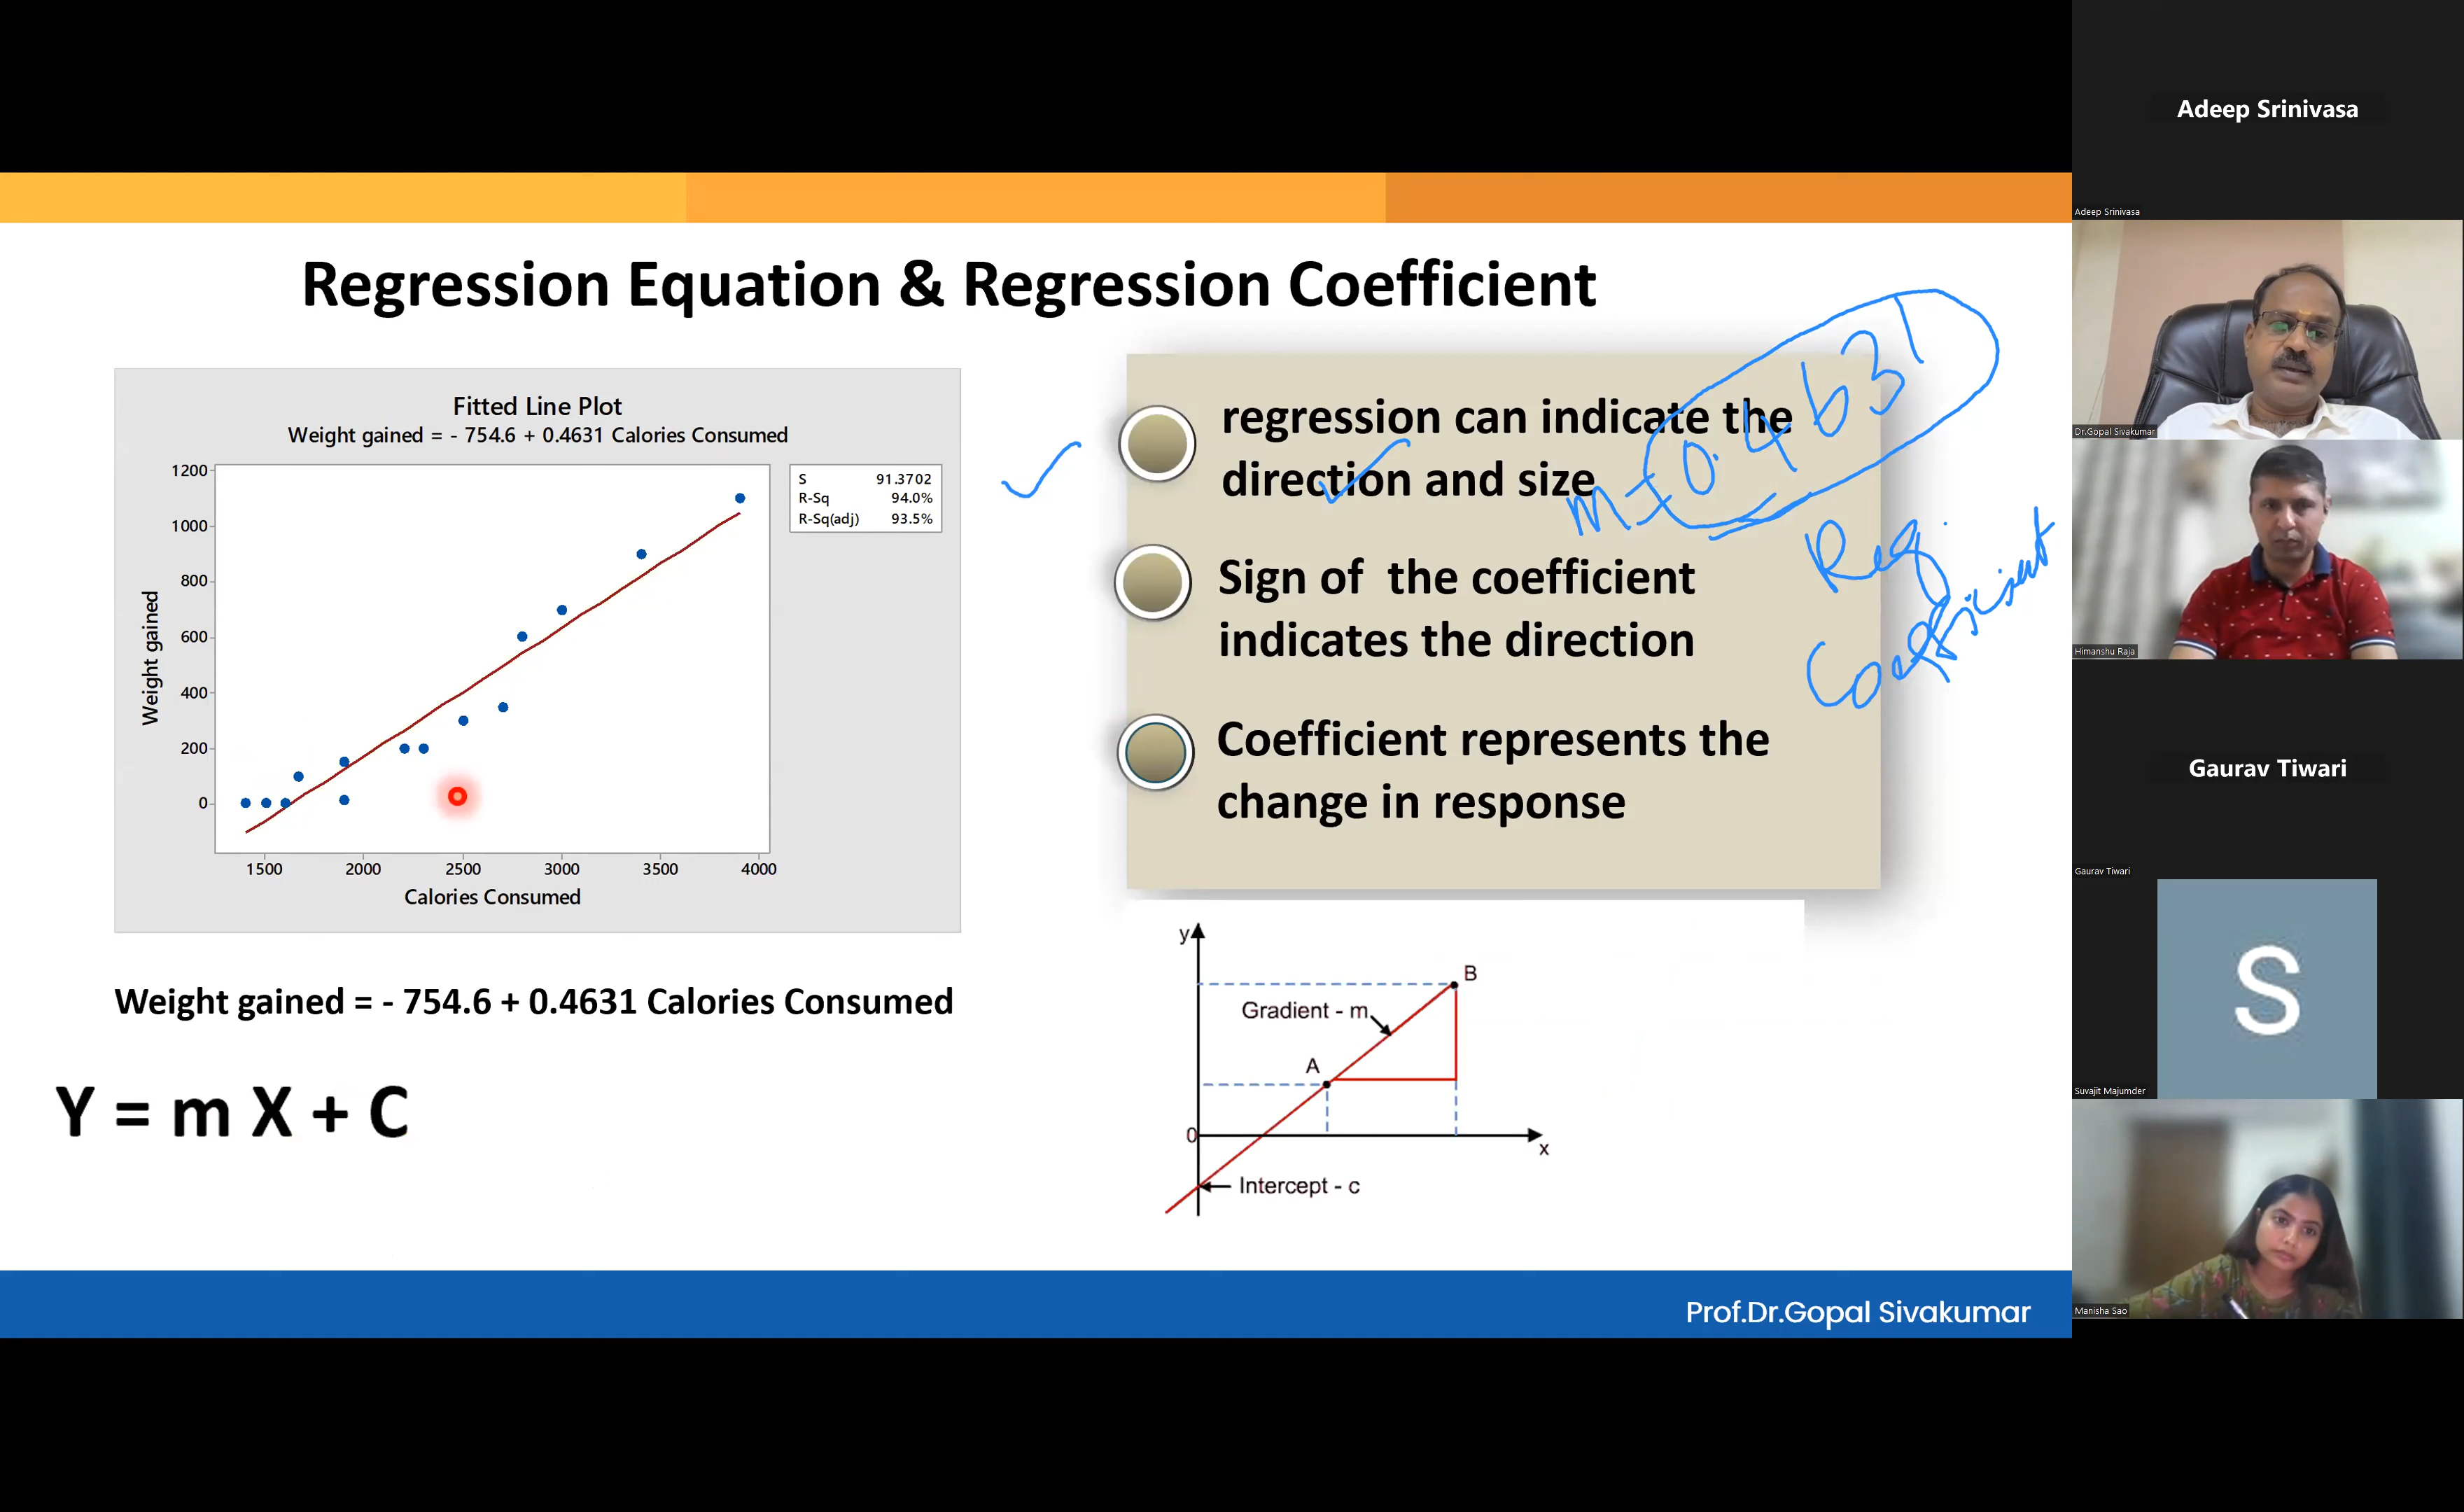 Regression Equation & Regression Coefficient
Fitted Line Plot
Weight gained = - 754.6 + 0.4631 Calories Consumed
S 91.3702
R-Sq 94.0%
R-Sq(adj) 93.5%
Weight gained
1200
1000
800
600
400
200
0
1500 2000 2500 3000 3500 4000
Calories Consumed
Weight gained = - 754.6 + 0.4631 Calories Consumed
Y = m X + C
regression can indicate the
direction and size
Sign of the coefficient
indicates the direction
Coefficient represents the
change in response
0.4631
Reg.
Coefficient
y
B
Gradient - m
A
0
x
Intercept - c
Prof.Dr.Gopal Sivakumar
Adeep Srinivasa
Adeep Srinivasa
Dr.Gopal Sivakumar
Himanshu Raja
Gaurav Tiwari
Gaurav Tiwari
S
Suvajit Majumder
Manisha Sao